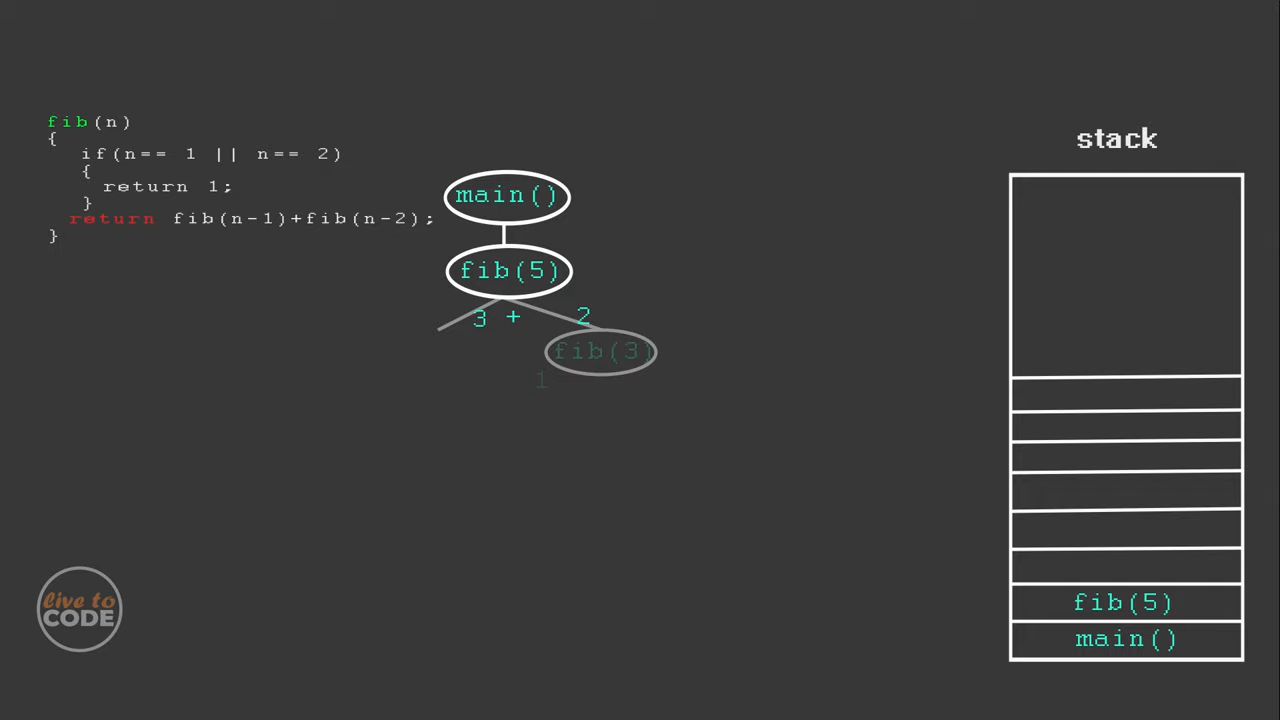 fib(n)
{
if(n== 1 || n== 2)
{
return 1;
}
return fib(n-1)+fib(n-2);
}
main()
fib(5)
3 + 2
fib(3)
1
stack
fib(5)
main()
live to
CODE